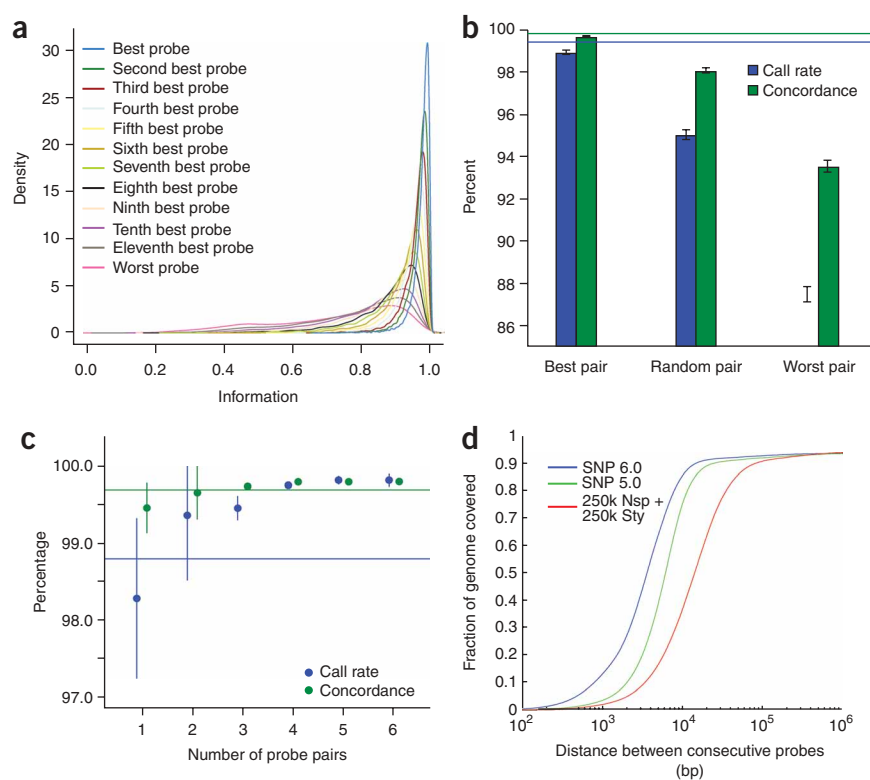 a
Density
30
25
20
15
10
5
0
Best probe
Second best probe
Third best probe
Fourth best probe
Fifth best probe
Sixth best probe
Seventh best probe
Eighth best probe
Ninth best probe
Tenth best probe
Eleventh best probe
Worst probe
0.0 0.2 0.4 0.6 0.8 1.0
Information
b
Percent
100
98
96
94
92
90
88
86
Call rate
Concordance
Best pair Random pair Worst pair
c
Percentage
100.0
99.0
98.0
97.0
Call rate
Concordance
1 2 3 4 5 6
Number of probe pairs
d
Fraction of genome covered
1
0.9
0.8
0.7
0.6
0.5
0.4
0.3
0.2
0.1
0
SNP 6.0
SNP 5.0
250k Nsp +
250k Sty
10² 10³ 10⁴ 10⁵ 10⁶
Distance between consecutive probes
(bp)